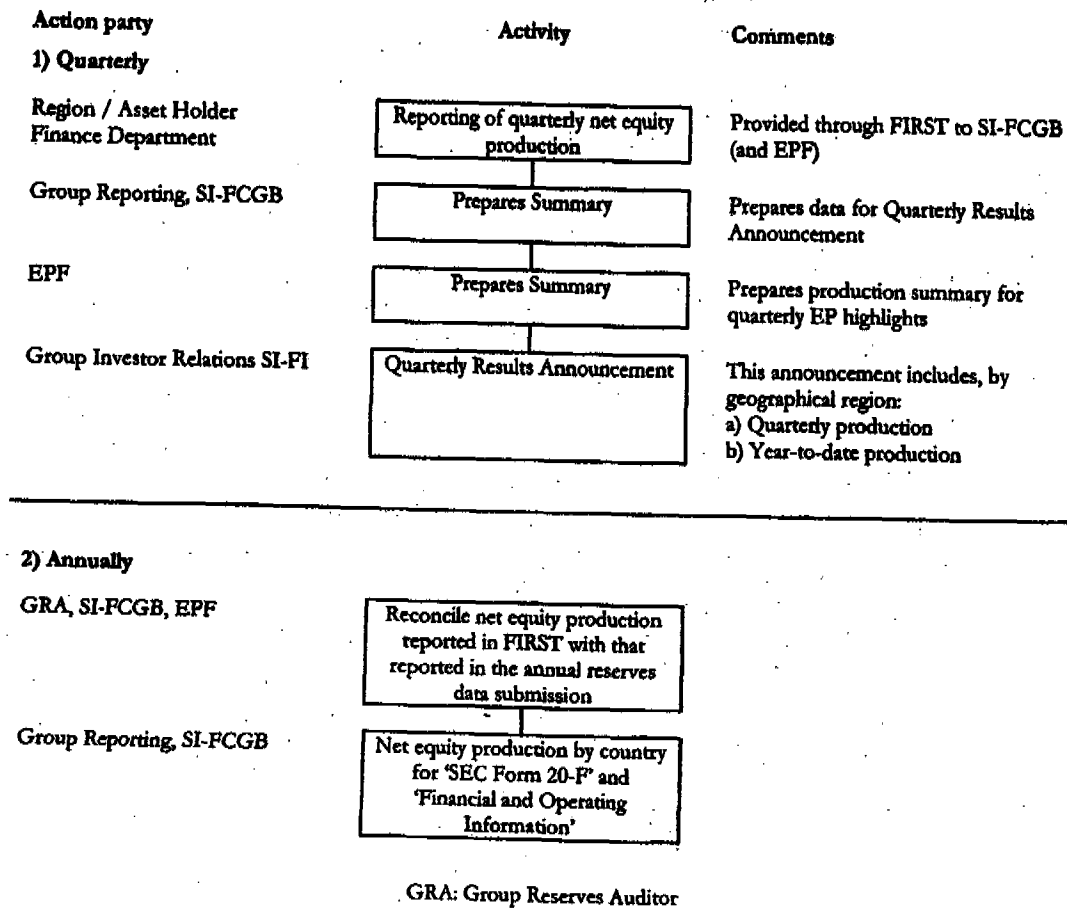 Action party
Activity
Comments
1) Quarterly
Region / Asset Holder
Finance Department
Reporting of quarterly net equity
production
Provided through FIRST to SI-FCGB
(and EPF)
Group Reporting, SI-FCGB
Prepares Summary
Prepares data for Quarterly Results
Announcement
EPF
Prepares Summary
Prepares production summary for
quarterly EP highlights
Group Investor Relations SI-FI
Quarterly Results Announcement
This announcement includes, by
geographical region:
a) Quarterly production
b) Year-to-date production
2) Annually
GRA, SI-FCGB, EPF
Reconcile net equity production
reported in FIRST with that
reported in the annual reserves
data submission
Group Reporting, SI-FCGB
Net equity production by country
for 'SEC Form 20-F' and
'Financial and Operating
Information'
GRA: Group Reserves Auditor